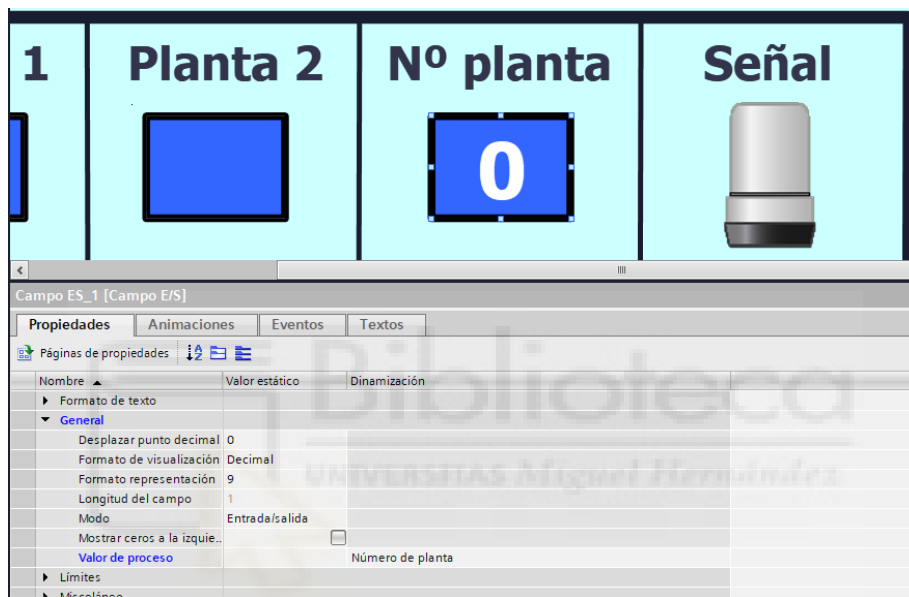 1 Planta 2 Nº planta Señal
0
Campo ES_1 [Campo E/S]
Propiedades Animaciones Eventos Textos
Páginas de propiedades
Nombre Valor estático Dinamización
Formato de texto
General
Desplazar punto decimal 0
Formato de visualización Decimal
Formato representación 9
Longitud del campo 1
Modo Entrada/salida
Mostrar ceros a la izquie..
Valor de proceso Número de planta
Límites
Misceláneo
Biblioteca
UNIVERSITAS Miguel Hernández